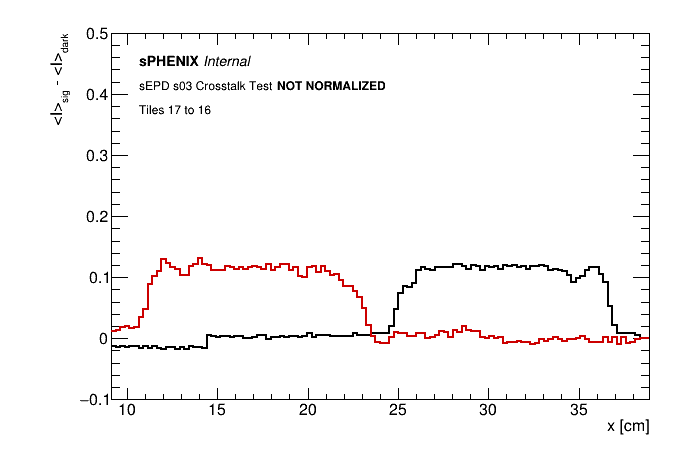 0.5
sPHENIX Internal
<I>sig - <I>dark
sEPD s03 Crosstalk Test NOT NORMALIZED
0.4
Tiles 17 to 16
0.3
0.2
0.1
0
−0.1
10 15 20 25 30 35
x [cm]